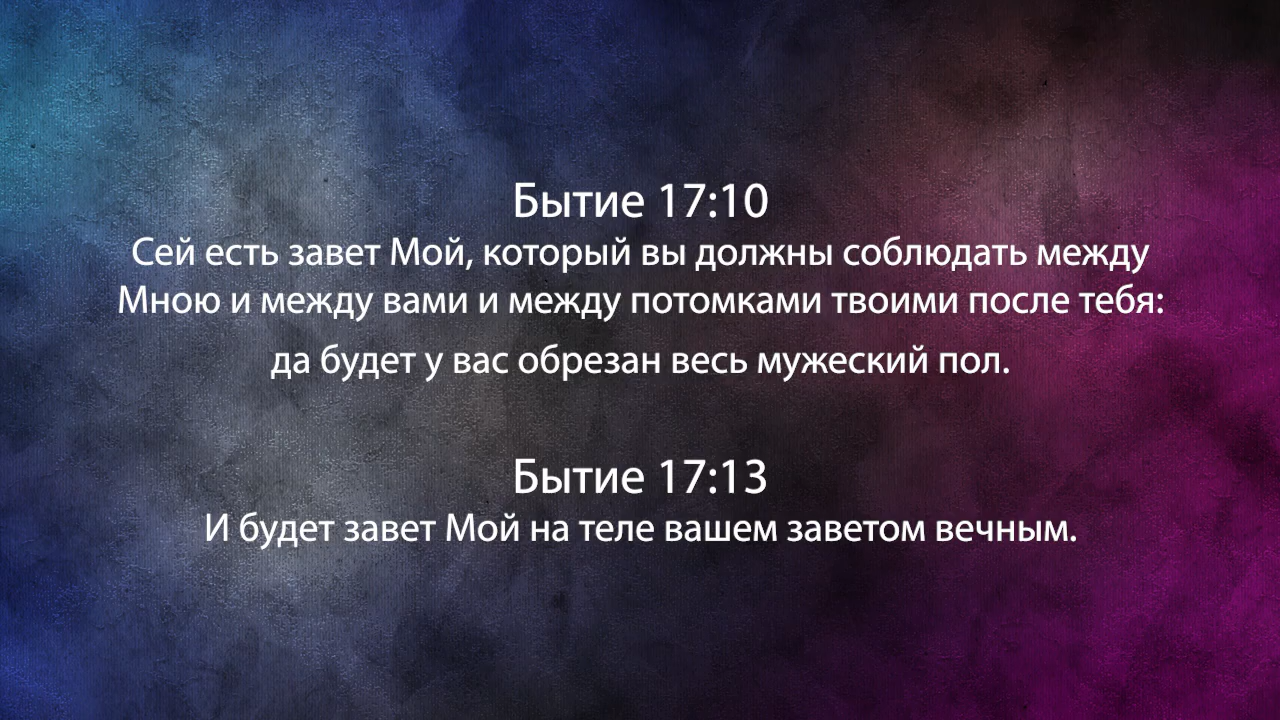 Бытие 17:10
Сей есть завет Мой, который вы должны соблюдать между
Мною и между вами и между потомками твоими после тебя:
да будет у вас обрезан весь мужеский пол.
Бытие 17:13
И будет завет Мой на теле вашем заветом вечным.